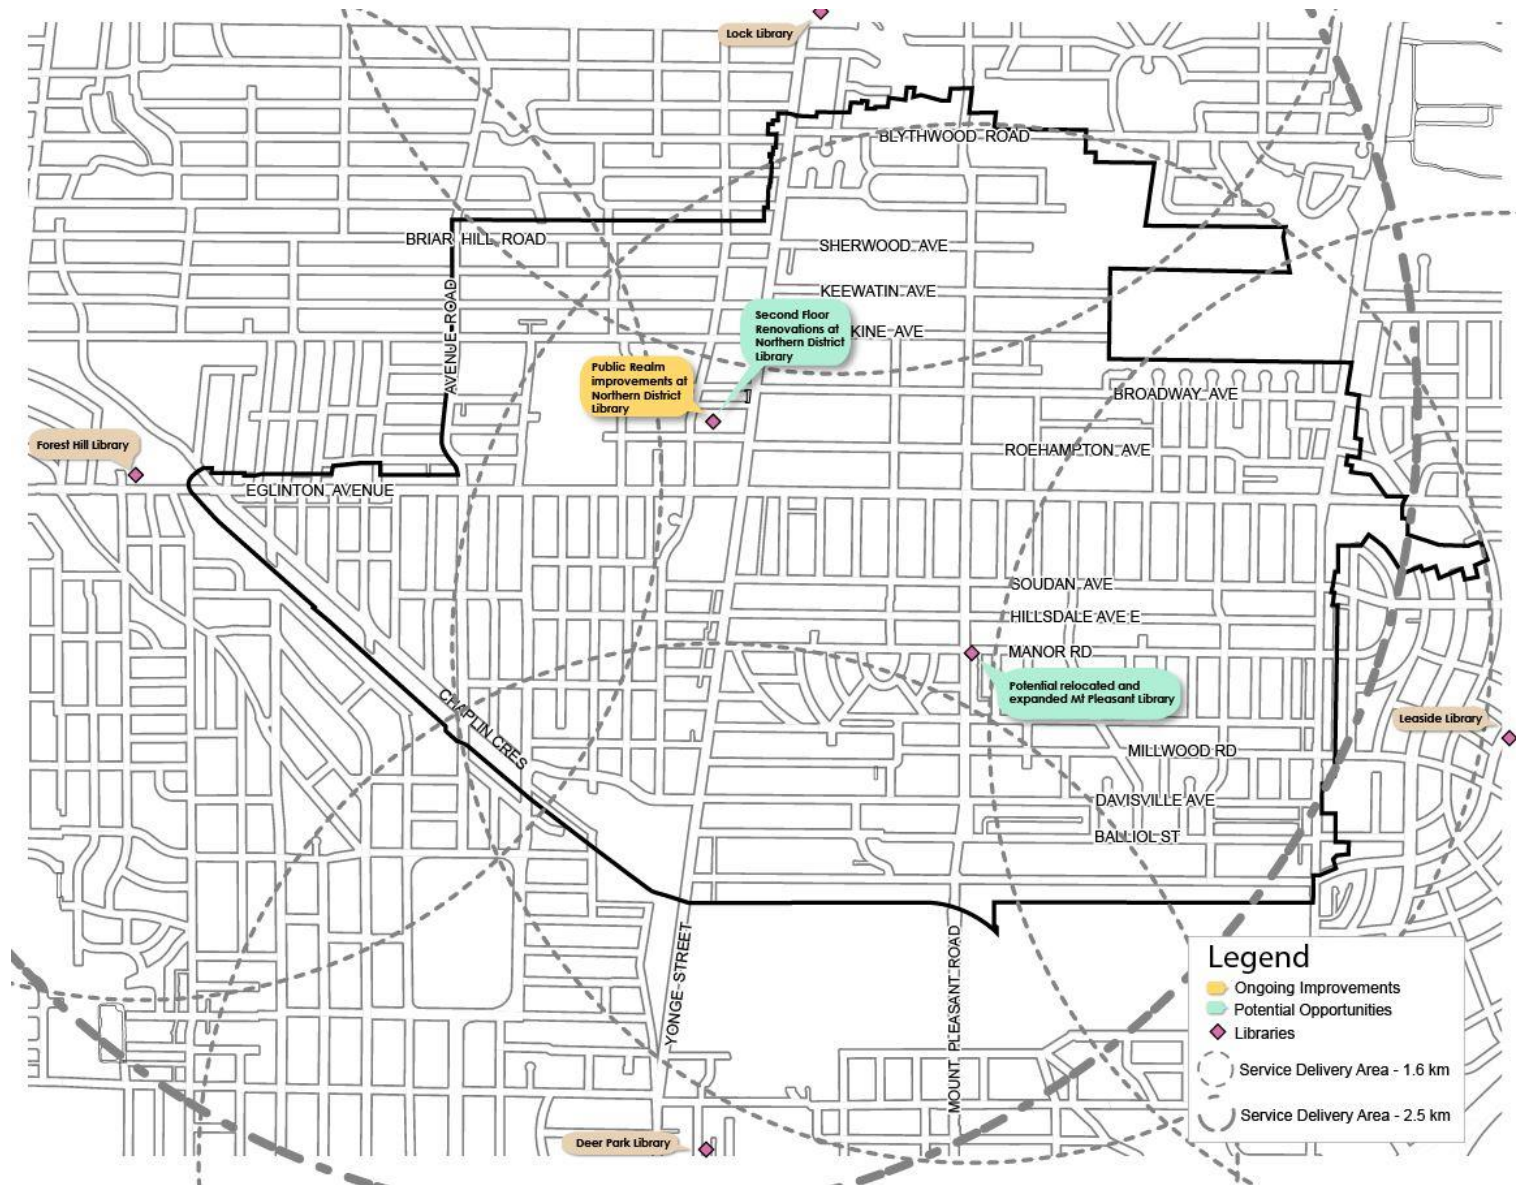 Lock Library
BLYTHWOOD ROAD
BRIAR HILL ROAD
SHERWOOD AVE
AVENUE ROAD
KEEWATIN AVE
Second Floor
Renovations at
Northern District
Library
KINE AVE
Public Realm
improvements at
Northern District
Library
BROADWAY AVE
Forest Hill Library
ROEHAMPTON AVE
EGLINTON AVENUE
SOUDAN AVE
HILLSDALE AVE E
MANOR RD
Potential relocated and
expanded Mt Pleasant Library
CHAPLIN CRES
Leaside Library
MILLWOOD RD
DAVISVILLE AVE
BALLIOL ST
YONGE STREET
MOUNT PLEASANT ROAD
Legend
Ongoing Improvements
Potential Opportunities
Libraries
Service Delivery Area - 1.6 km
Service Delivery Area - 2.5 km
Deer Park Library